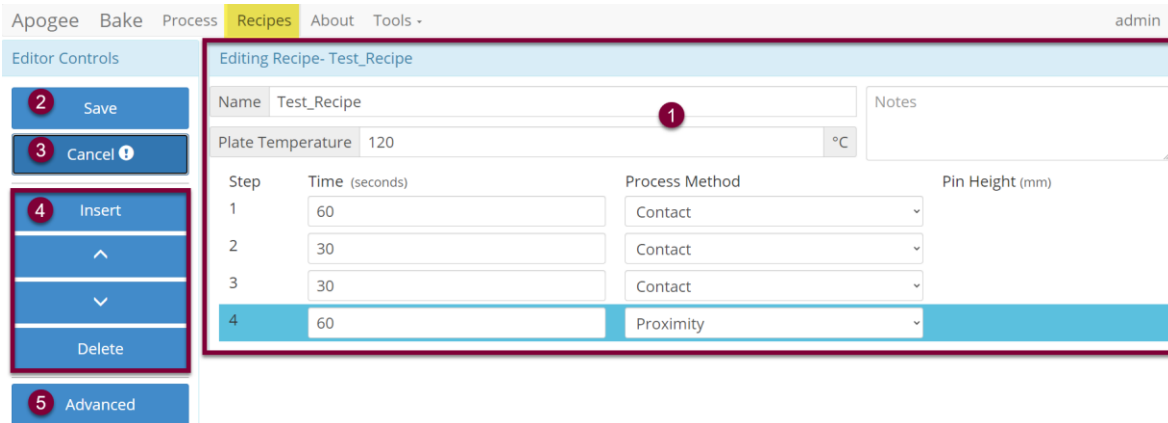 Apogee Bake Process Recipes About Tools admin
Editor Controls
Editing Recipe- Test_Recipe
2 Save
Name Test_Recipe
1
Notes
3 Cancel
Plate Temperature 120 °C
Step Time (seconds) Process Method Pin Height (mm)
4 Insert
1 60 Contact
2 30 Contact
3 30 Contact
4 60 Proximity
Delete
5 Advanced